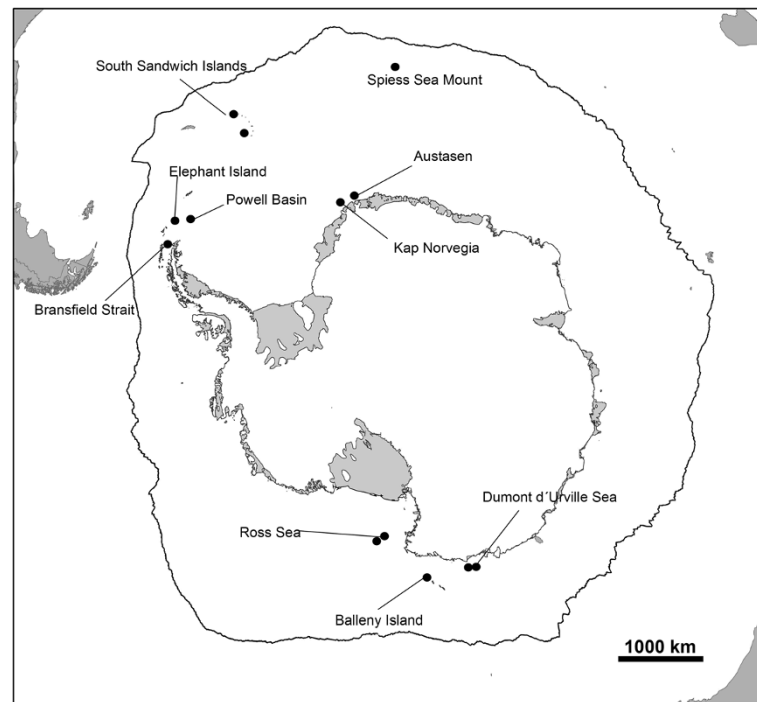 South Sandwich Islands
Spiess Sea Mount
Austasen
Elephant Island
Powell Basin
Kap Norvegia
Bransfield Strait
Dumont d´Urville Sea
Ross Sea
Balleny Island
1000 km